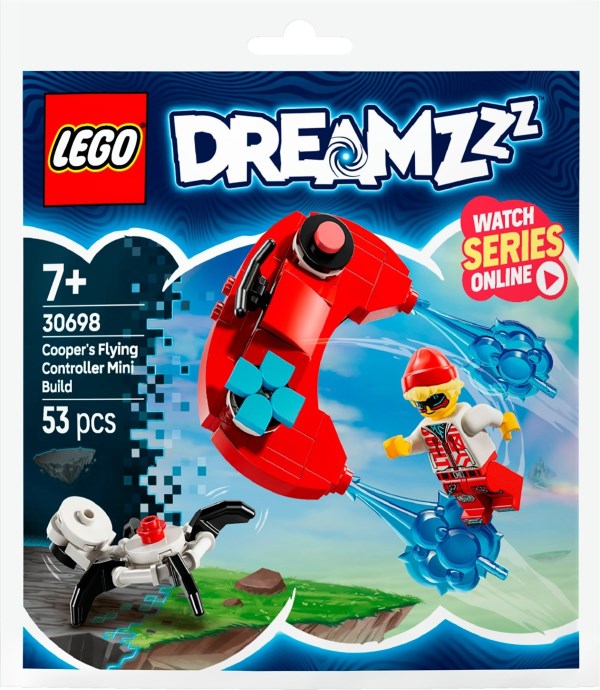 LEGO
DREAMZzz
WATCH
SERIES
ONLINE
7+
30698
Cooper's Flying
Controller Mini
Build
53 pcs